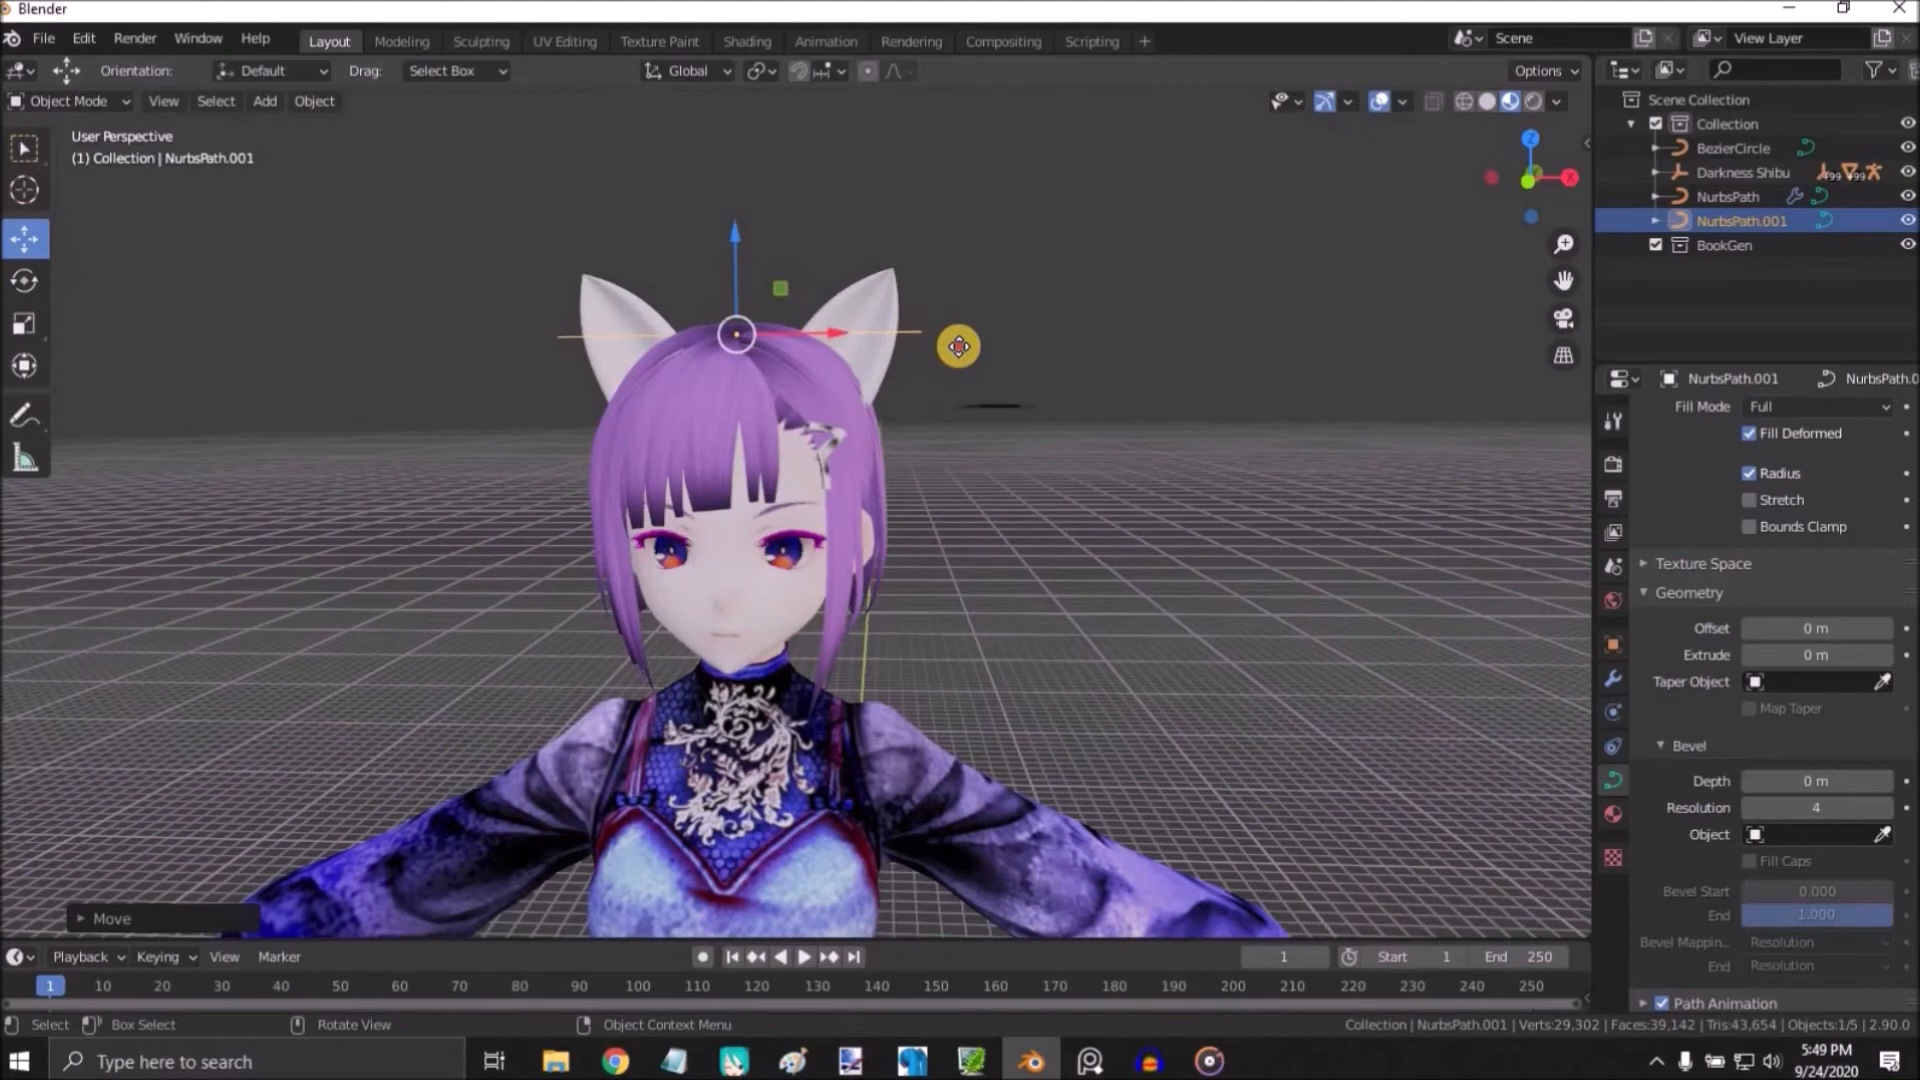 Blender
File Edit Render Window Help Layout Modeling Sculpting UV Editing Texture Paint Shading Animation Rendering Compositing Scripting + Scene View Layer
Orientation: Default Drag: Select Box Global Options
Object Mode View Select Add Object
User Perspective
(1) Collection | NurbsPath.001
Z
X
Scene Collection
Collection
BezierCircle
Darkness Shibu +99 +99
NurbsPath
NurbsPath.001
BookGen
NurbsPath.001 NurbsPath.0
Fill Mode Full
Fill Deformed
Radius
Stretch
Bounds Clamp
Texture Space
Geometry
Offset 0 m
Extrude 0 m
Taper Object
Map Taper
Bevel
Depth 0 m
Resolution 4
Object
Fill Caps
Bevel Start 0.000
End 1.000
Bevel Mappin... Resolution
End Resolution
Path Animation
Move
Playback Keying View Marker 1 Start 1 End 250
1 10 20 30 40 50 60 70 80 90 100 110 120 130 140 150 160 170 180 190 200 210 220 230 240 250
Select Box Select Rotate View Object Context Menu Collection | NurbsPath.001 | Verts:29,302 | Faces:39,142 | Tris:43,654 | Objects:1/5 | 2.90.0
Type here to search
5:49 PM
9/24/2020